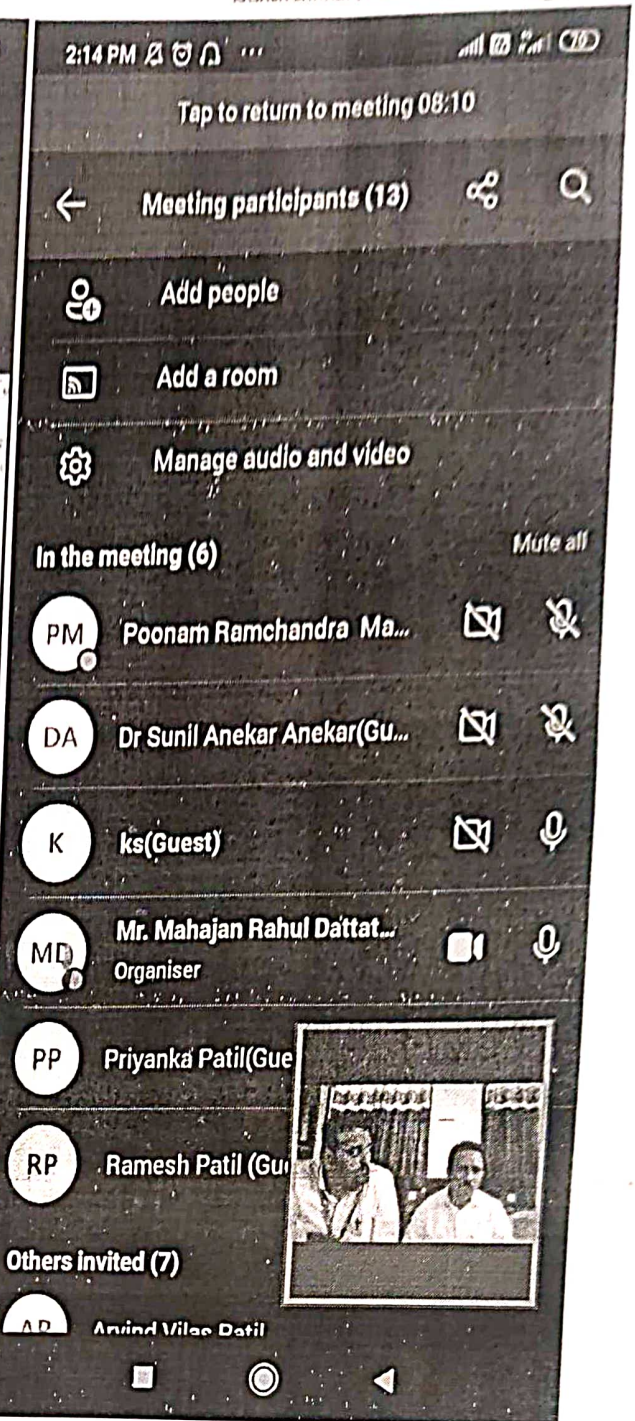 2:14 PM
70
Tap to return to meeting 08:10
Meeting participants (13)
Add people
Add a room
Manage audio and video
In the meeting (6)
Mute all
PM
Poonam Ramchandra Ma...
DA
Dr Sunil Anekar Anekar(Gu...
K
ks(Guest)
MD
Mr. Mahajan Rahul Dattat...
Organiser
PP
Priyanka Patil(Gue
RP
Ramesh Patil (Gu
Others invited (7)
AP
Arvind Vilas Patil